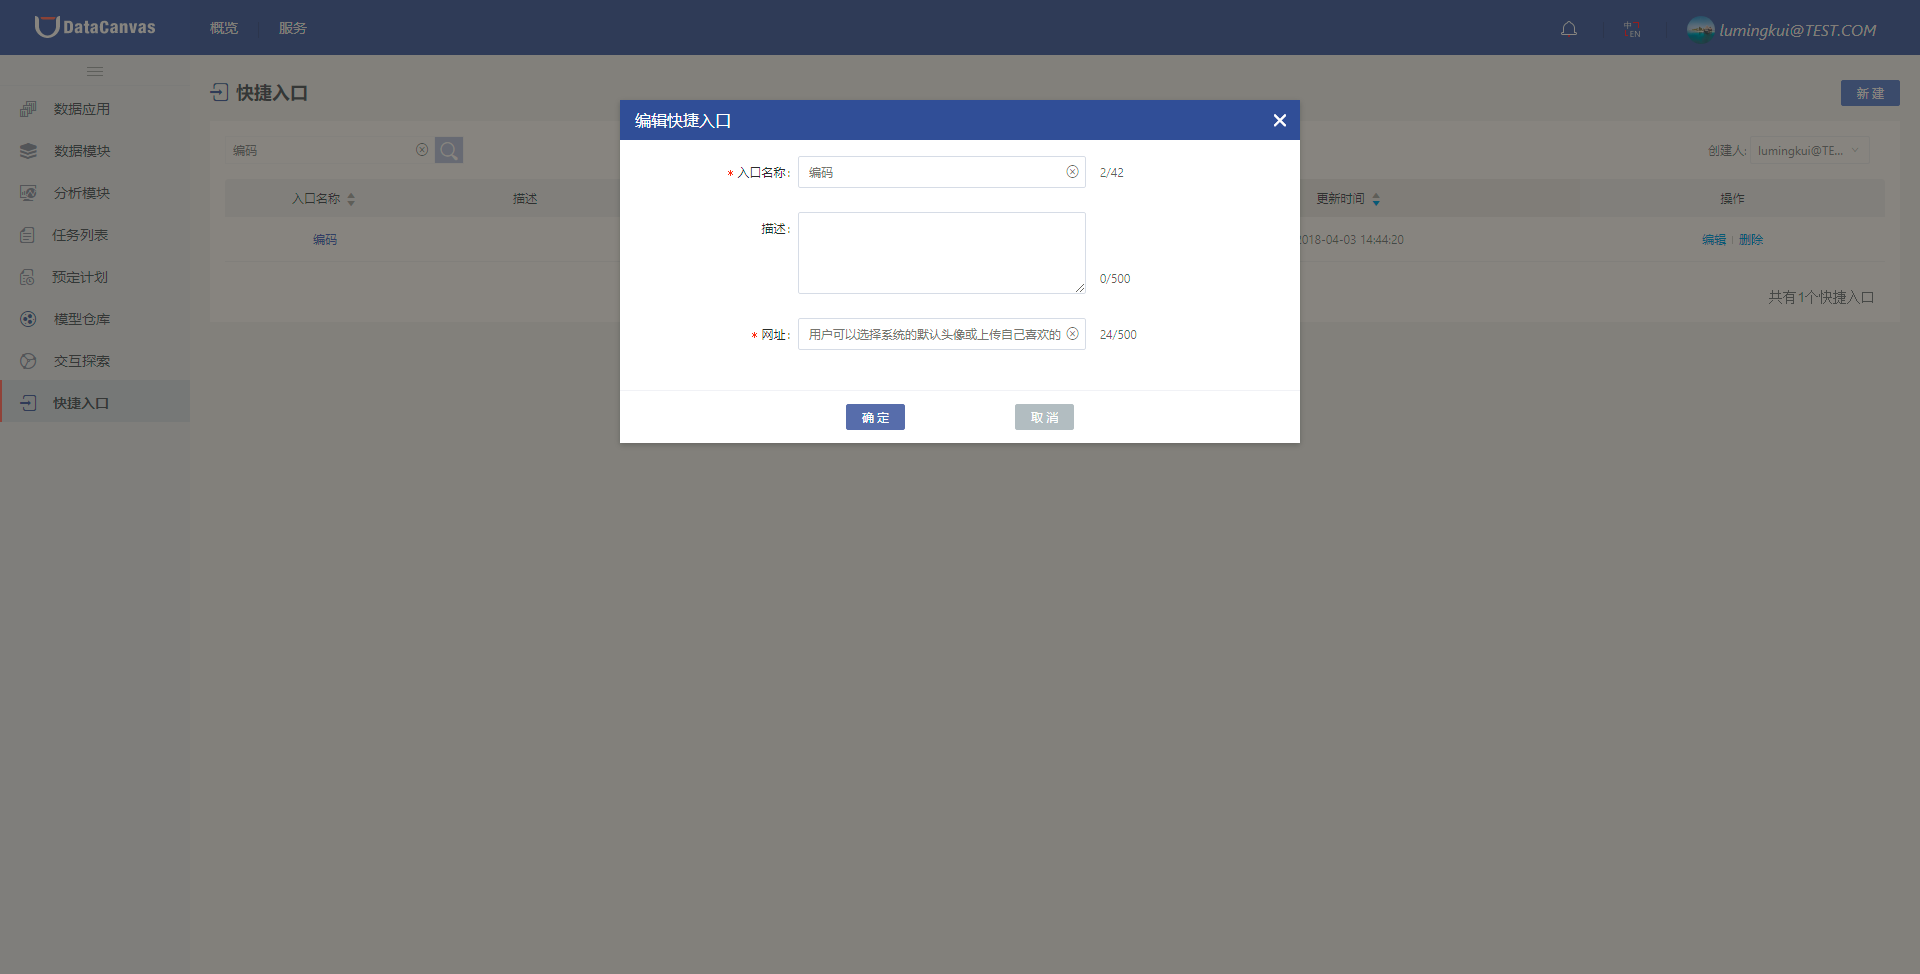 DataCanvas
概览
服务
中
EN
lumingkui@TEST.COM
数据应用
数据模块
分析模块
任务列表
预定计划
模型仓库
交互探索
快捷入口
快捷入口
新 建
编码
创建人:
lumingkui@TE...
入口名称
描述
更新时间
操作
编码
018-04-03 14:44:20
编辑
删除
共有1个快捷入口
编辑快捷入口
* 入口名称:
编码
2/42
描述:
0/500
* 网址:
用户可以选择系统的默认头像或上传自己喜欢的
24/500
确 定
取 消